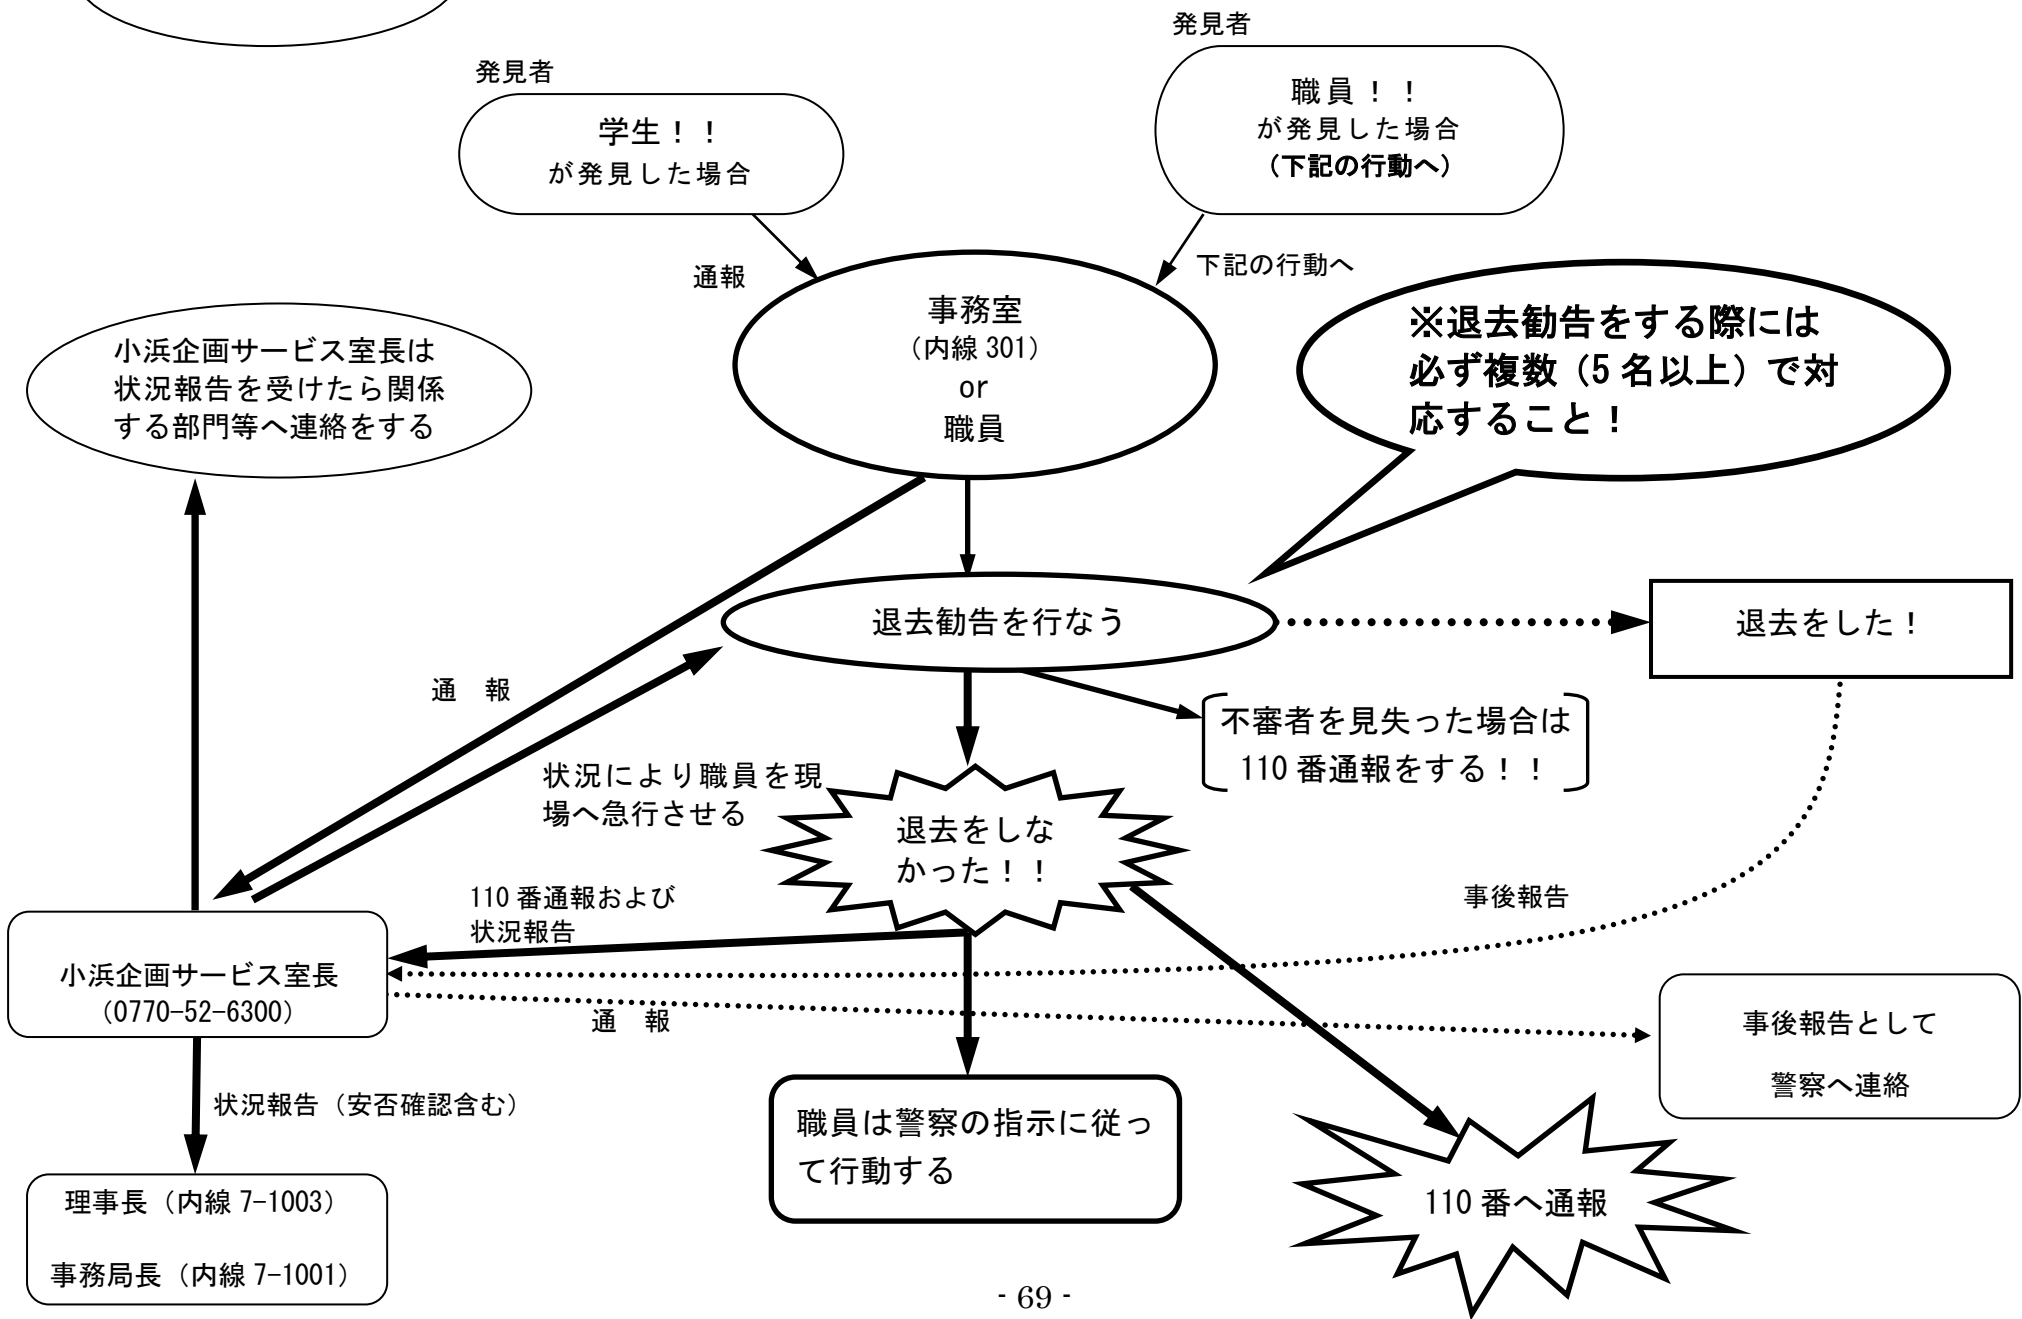 発見者
職員！！
が発見した場合
（下記の行動へ）
発見者
学生！！
が発見した場合
通報
下記の行動へ
事務室
（内線 301）
or
職員
※退去勧告をする際には
必ず複数（5 名以上）で対
応すること！
小浜企画サービス室長は
状況報告を受けたら関係
する部門等へ連絡をする
退去勧告を行なう
退去をした！
通　報
不審者を見失った場合は
110 番通報をする！！
状況により職員を現
場へ急行させる
退去をしな
かった！！
110 番通報および
状況報告
事後報告
小浜企画サービス室長
（0770-52-6300）
通　報
事後報告として
警察へ連絡
状況報告（安否確認含む）
職員は警察の指示に従っ
て行動する
110 番へ通報
理事長（内線 7-1003）
事務局長（内線 7-1001）
- 69 -